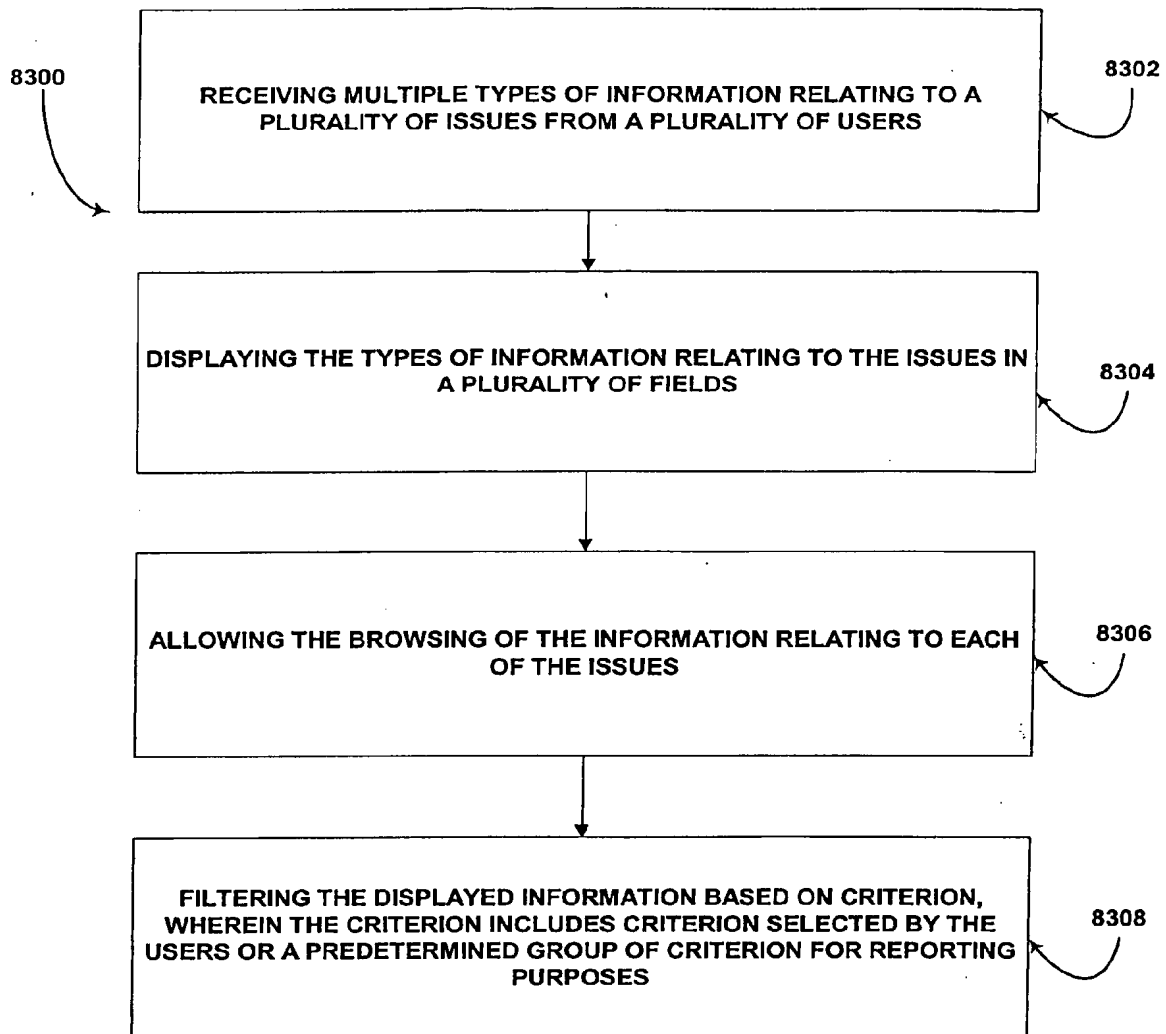 8300
8302
RECEIVING MULTIPLE TYPES OF INFORMATION RELATING TO A
PLURALITY OF ISSUES FROM A PLURALITY OF USERS
DISPLAYING THE TYPES OF INFORMATION RELATING TO THE ISSUES IN
A PLURALITY OF FIELDS
8304
ALLOWING THE BROWSING OF THE INFORMATION RELATING TO EACH
OF THE ISSUES
8306
FILTERING THE DISPLAYED INFORMATION BASED ON CRITERION,
WHEREIN THE CRITERION INCLUDES CRITERION SELECTED BY THE
USERS OR A PREDETERMINED GROUP OF CRITERION FOR REPORTING
PURPOSES
8308